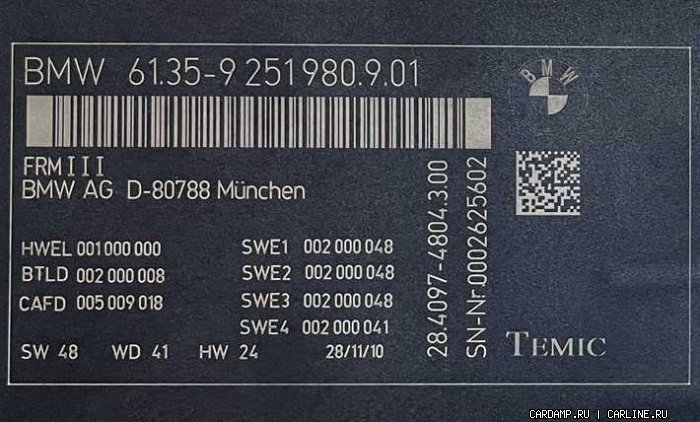 BMW 61.35-9 251980.9.01
BMW
FRM III
BMW AG D-80788 München
HWEL 001 000 000
BTLD 002 000 008
CAFD 005 009 018
SWE1 002 000 048
SWE2 002 000 048
SWE3 002 000 048
SWE4 002 000 041
SW 48 WD 41 HW 24 28/11/10
28.4097-4804.3.00
SN-Nr.0002625602
TEMIC
CARDAMP.RU | CARLINE.RU